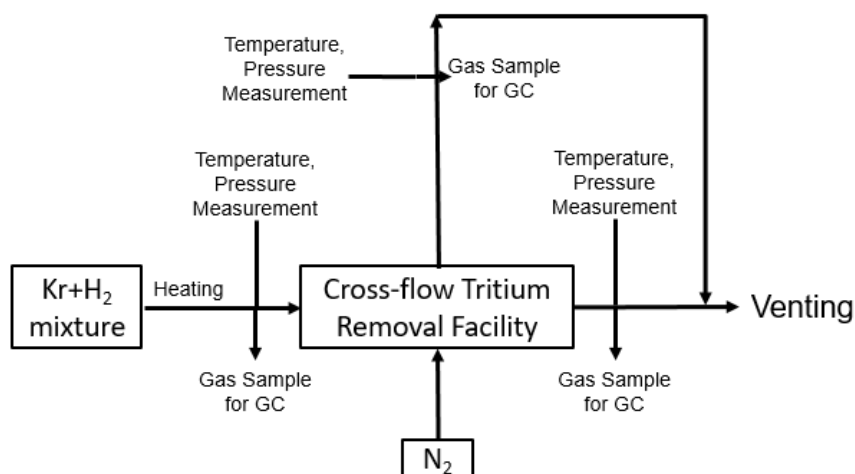 Temperature,
Pressure
Measurement
Gas Sample
for GC
Temperature,
Pressure
Measurement
Temperature,
Pressure
Measurement
Kr+H₂
mixture
Heating
Cross-flow Tritium
Removal Facility
Venting
Gas Sample
for GC
Gas Sample
for GC
N₂